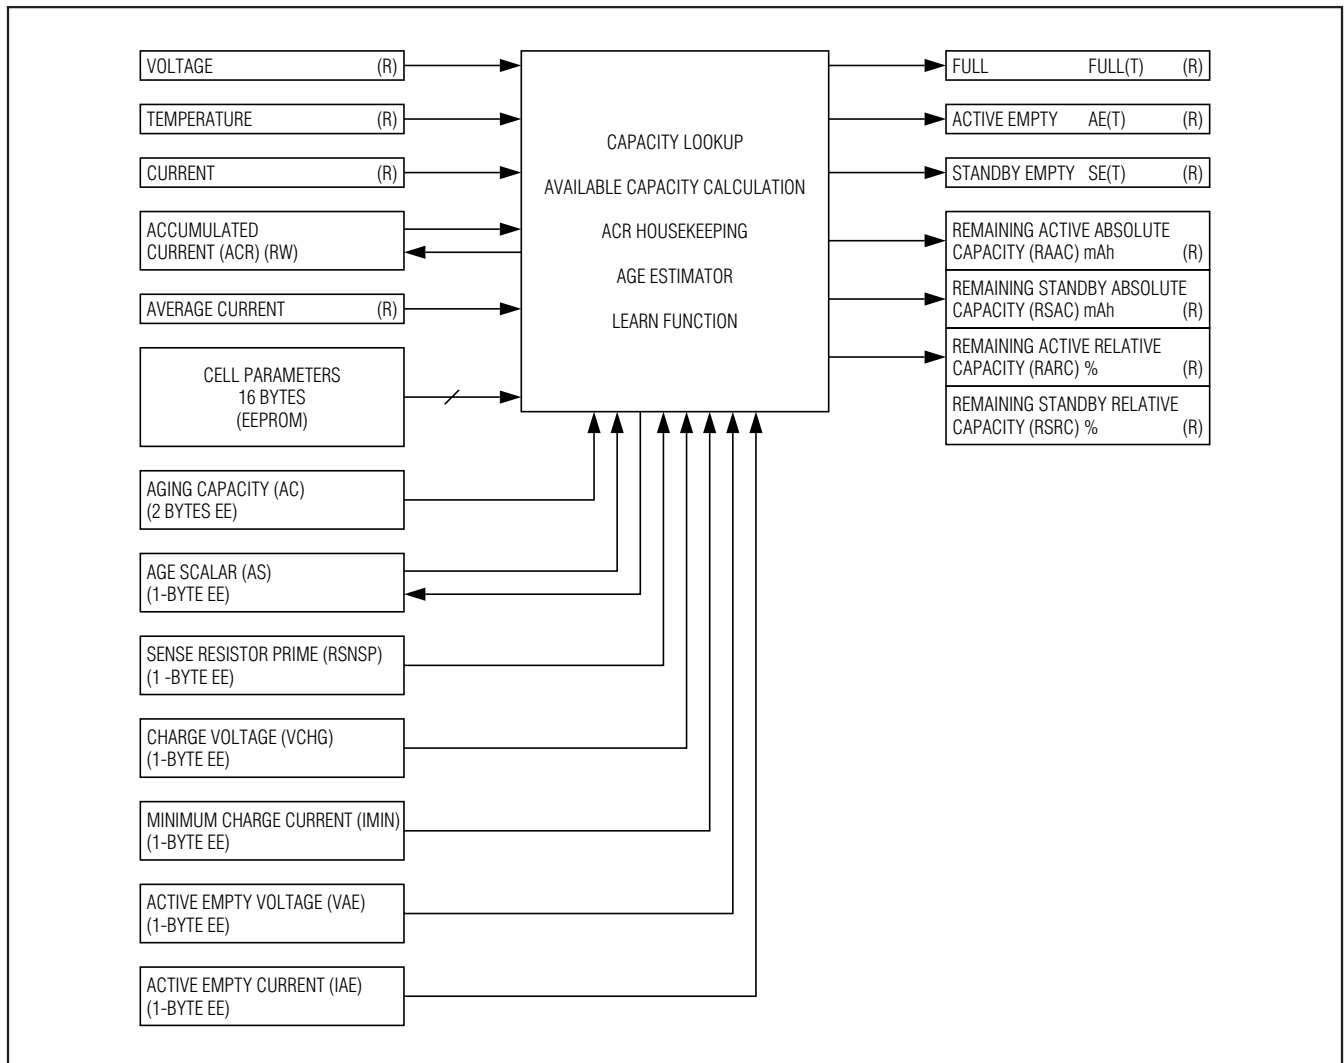 VOLTAGE (R)
TEMPERATURE (R)
CURRENT (R)
ACCUMULATED
CURRENT (ACR) (RW)
AVERAGE CURRENT (R)
CELL PARAMETERS
16 BYTES
(EEPROM)
AGING CAPACITY (AC)
(2 BYTES EE)
AGE SCALAR (AS)
(1-BYTE EE)
SENSE RESISTOR PRIME (RSNSP)
(1 -BYTE EE)
CHARGE VOLTAGE (VCHG)
(1-BYTE EE)
MINIMUM CHARGE CURRENT (IMIN)
(1-BYTE EE)
ACTIVE EMPTY VOLTAGE (VAE)
(1-BYTE EE)
ACTIVE EMPTY CURRENT (IAE)
(1-BYTE EE)
CAPACITY LOOKUP
AVAILABLE CAPACITY CALCULATION
ACR HOUSEKEEPING
AGE ESTIMATOR
LEARN FUNCTION
FULL FULL(T) (R)
ACTIVE EMPTY AE(T) (R)
STANDBY EMPTY SE(T) (R)
REMAINING ACTIVE ABSOLUTE
CAPACITY (RAAC) mAh (R)
REMAINING STANDBY ABSOLUTE
CAPACITY (RSAC) mAh (R)
REMAINING ACTIVE RELATIVE
CAPACITY (RARC) % (R)
REMAINING STANDBY RELATIVE
CAPACITY (RSRC) % (R)